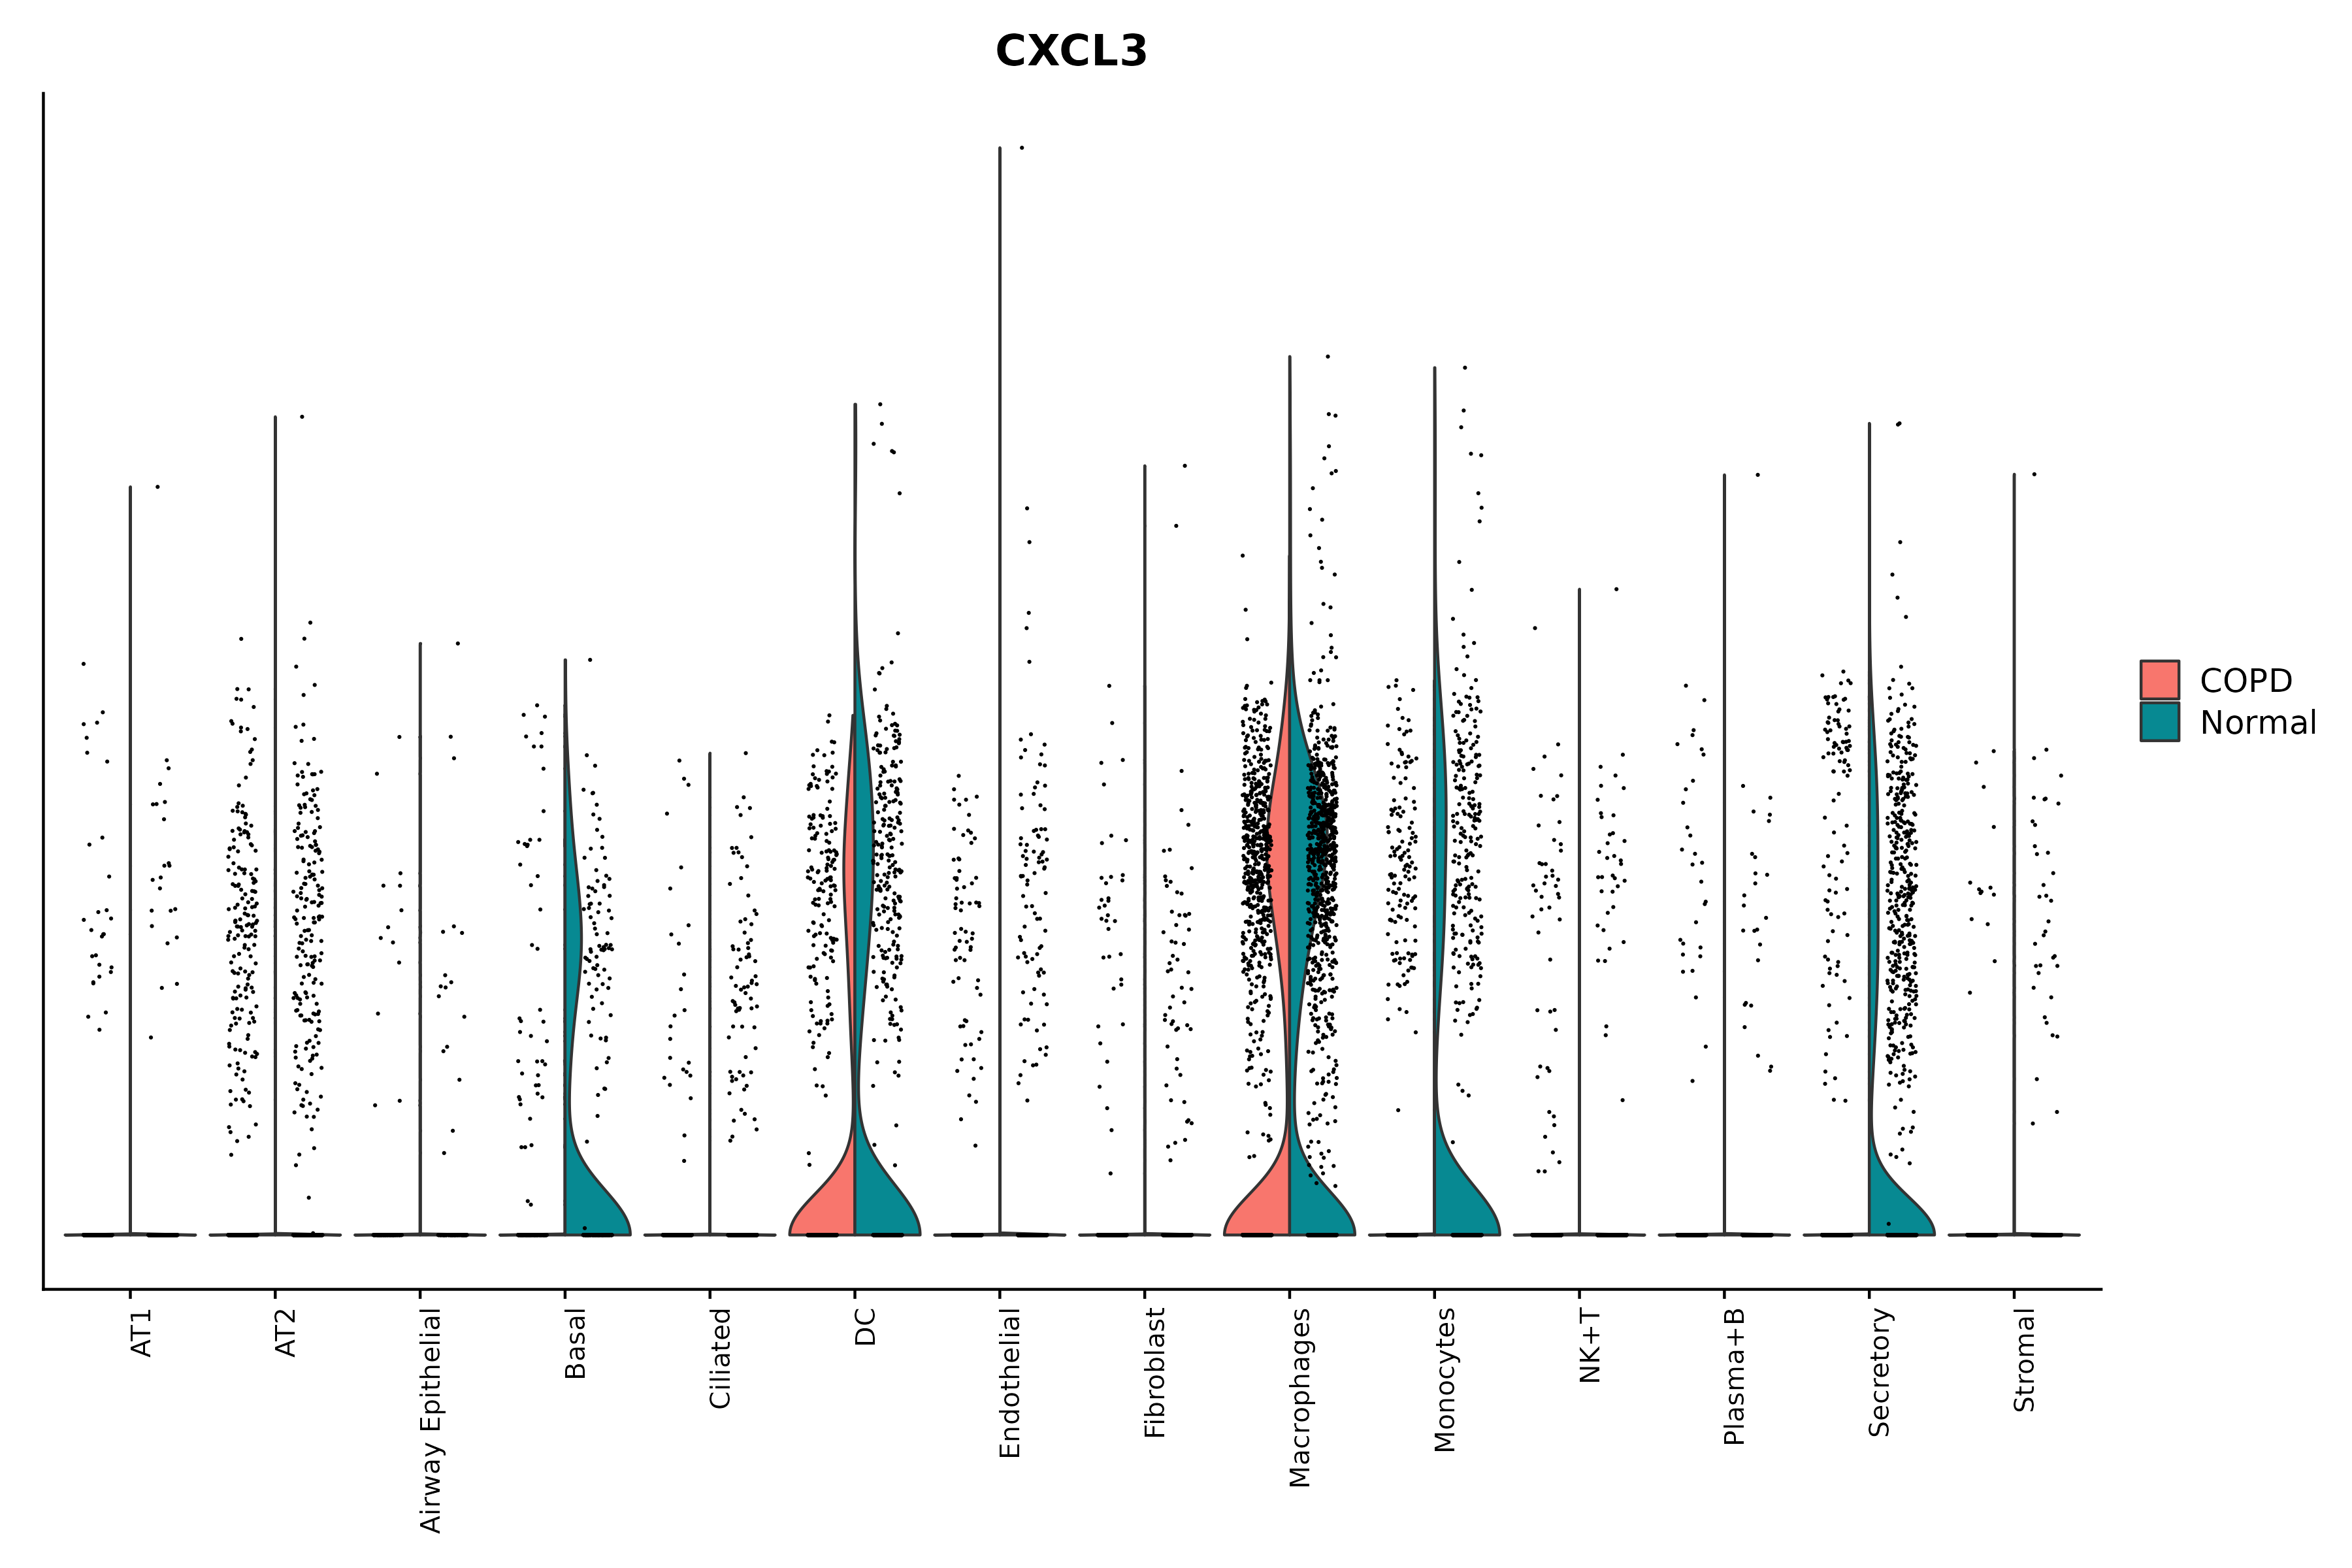 CXCL3
COPD
Normal
AT1
AT2
Airway Epithelial
Basal
Ciliated
DC
Endothelial
Fibroblast
Macrophages
Monocytes
NK+T
Plasma+B
Secretory
Stromal